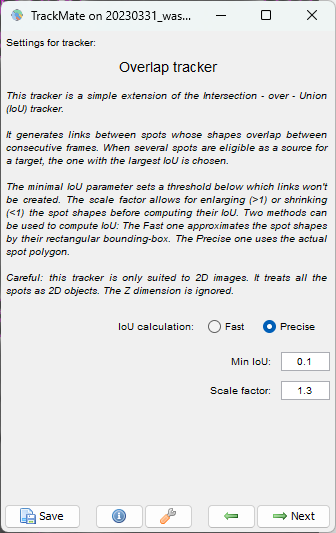 TrackMate on 20230331_was...
Settings for tracker:
Overlap tracker
This tracker is a simple extension of the Intersection - over - Union
(IoU) tracker.
It generates links between spots whose shapes overlap between
consecutive frames. When several spots are eligible as a source for
a target, the one with the largest IoU is chosen.
The minimal IoU parameter sets a threshold below which links won't
be created. The scale factor allows for enlarging (>1) or shrinking
(<1) the spot shapes before computing their IoU. Two methods can
be used to compute IoU: The Fast one approximates the spot shapes
by their rectangular bounding-box. The Precise one uses the actual
spot polygon.
Careful: this tracker is only suited to 2D images. It treats all the
spots as 2D objects. The Z dimension is ignored.
IoU calculation: Fast Precise
Min IoU: 0.1
Scale factor: 1.3
Save Next